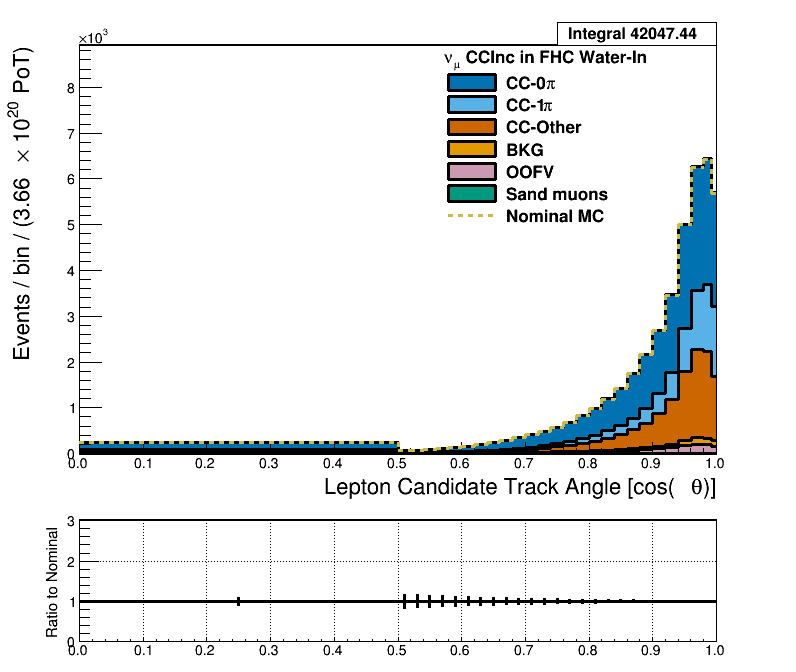 ×10³
Integral 42047.44
ν_μ CCInc in FHC Water-In
CC-0π
CC-1π
CC-Other
BKG
OOFV
Sand muons
Nominal MC
Events / bin / (3.66 × 10²⁰ PoT)
8
7
6
5
4
3
2
1
0
0.0 0.1 0.2 0.3 0.4 0.5 0.6 0.7 0.8 0.9 1.0
Lepton Candidate Track Angle [cos( θ)]
Ratio to Nominal
3
2
1
0
0.0 0.1 0.2 0.3 0.4 0.5 0.6 0.7 0.8 0.9 1.0